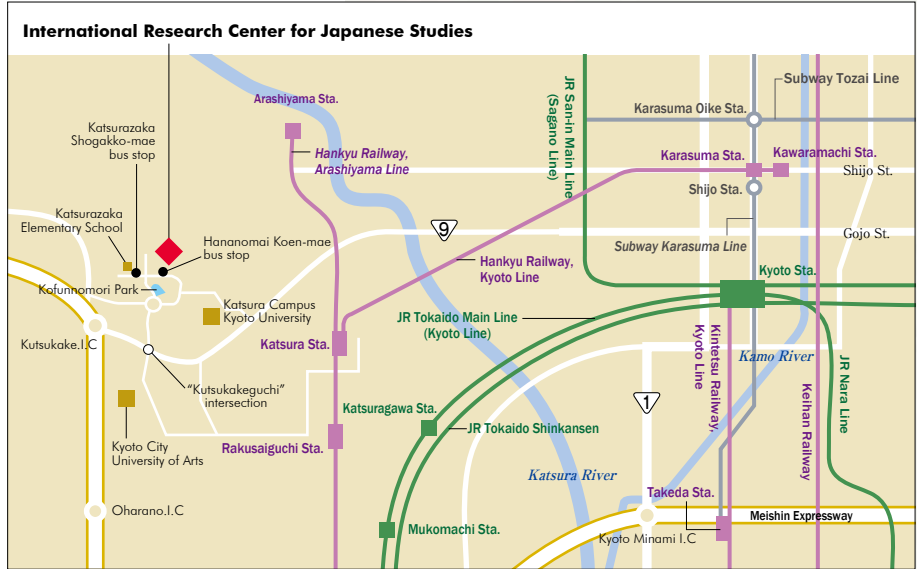 International Research Center for Japanese Studies
Arashiyama Sta.
Katsurazaka
Shogakko-mae
bus stop
Hankyu Railway,
Arashiyama Line
JR San-in Main Line
(Sagano Line)
Subway Tozai Line
Karasuma Oike Sta.
Karasuma Sta.
Kawaramachi Sta.
Shijo St.
Shijo Sta.
Katsurazaka
Elementary School
Hananomai Koen-mae
bus stop
9
Gojo St.
Subway Karasuma Line
Hankyu Railway,
Kyoto Line
Kyoto Sta.
Kofunnomori Park
Katsura Campus
Kyoto University
JR Tokaido Main Line
(Kyoto Line)
Kutsukake.I.C
Katsura Sta.
Kintetsu Railway,
Kyoto Line
Kamo River
Keihan Railway
JR Nara Line
“Kutsukakeguchi”
intersection
1
Katsuragawa Sta.
JR Tokaido Shinkansen
Kyoto City
University of Arts
Rakusaiguchi Sta.
Katsura River
Takeda Sta.
Oharano.I.C
Mukomachi Sta.
Meishin Expressway
Kyoto Minami I.C